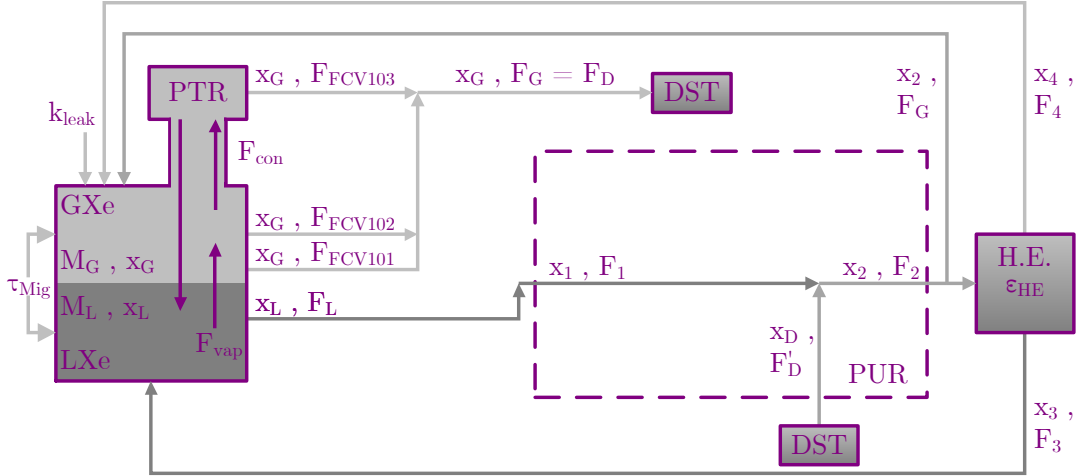 PTR
x_G , F_FCV103
x_G , F_G = F_D
DST
x_2 ,
F_G
x_4 ,
F_4
k_leak
F_con
GXe
x_G , F_FCV102
x_G , F_FCV101
M_G , x_G
τ_Mig
M_L , x_L
x_L , F_L
F_vap
LXe
x_1 , F_1
x_2 , F_2
H.E.
ε_HE
x_D ,
F_D'
PUR
DST
x_3 ,
F_3